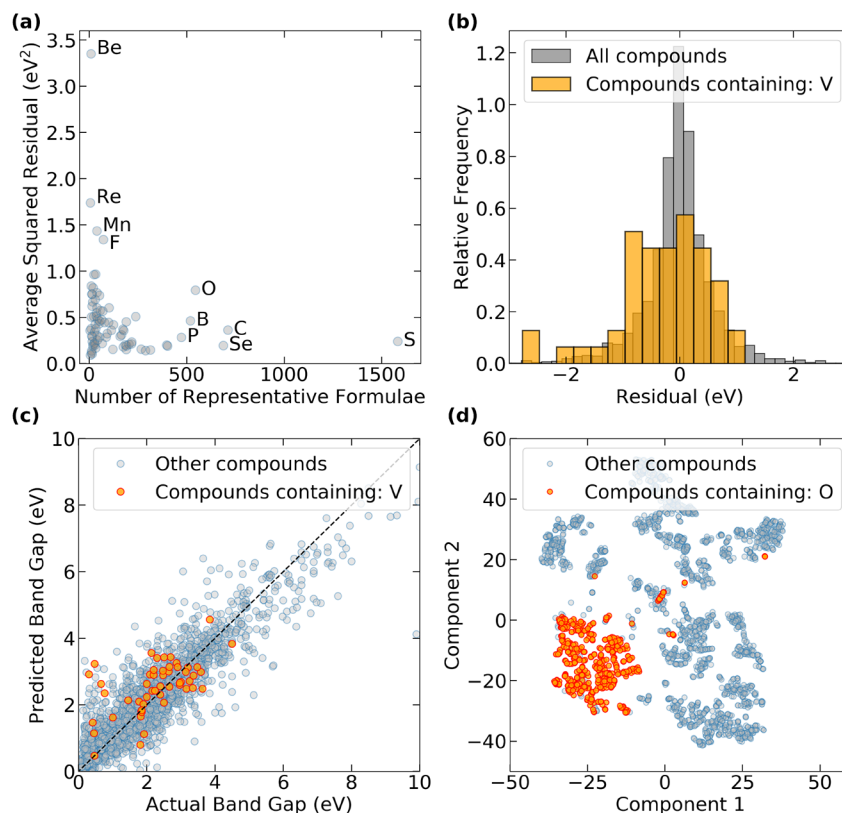 (a)
Average Squared Residual (eV²)
3.5
3.0
2.5
2.0
1.5
1.0
0.5
0.0
Be
Re
Mn
F
O
B
C
P
Se
S
0
500
1000
1500
Number of Representative Formulae
(b)
Relative Frequency
1.2
1.0
0.8
0.6
0.4
0.2
0.0
All compounds
Compounds containing: V
−2
0
2
Residual (eV)
(c)
Predicted Band Gap (eV)
10
8
6
4
2
0
Other compounds
Compounds containing: V
0
2
4
6
8
10
Actual Band Gap (eV)
(d)
Component 2
60
40
20
0
−20
−40
Other compounds
Compounds containing: O
−50
−25
0
25
50
Component 1